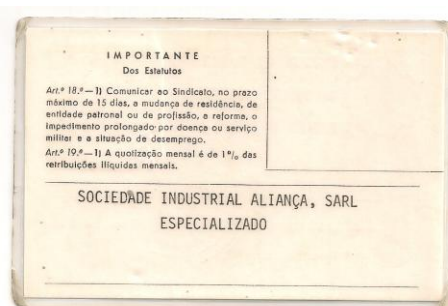 IMPORTANTE
Dos Estatutos
Art.º 18.º — 1) Comunicar ao Sindicato, no prazo
máximo de 15 dias, a mudança de residência, de
entidade patronal ou de profissão, a reforma, o
impedimento prolongado por doença ou serviço
militar e a situação de desemprego.
Art.º 19.º — 1) A quotização mensal é de 1% das
retribuições ilíquidas mensais.
SOCIEDADE INDUSTRIAL ALIANÇA, SARL
ESPECIALIZADO